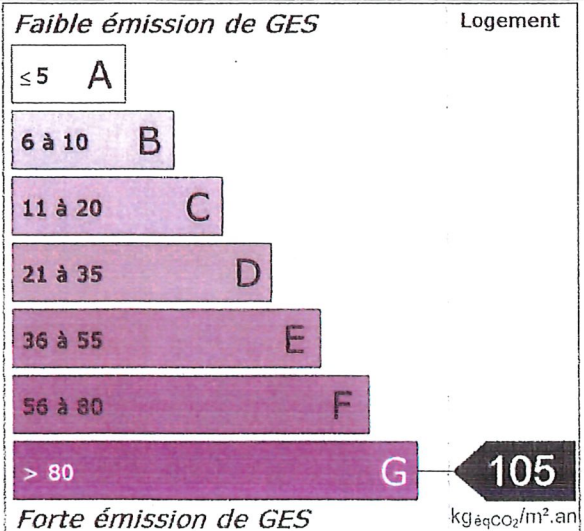 Faible émission de GES Logement
≤ 5 A
6 à 10 B
11 à 20 C
21 à 35 D
36 à 55 E
56 à 80 F
> 80 G 105
Forte émission de GES kgéqCO2/m².an